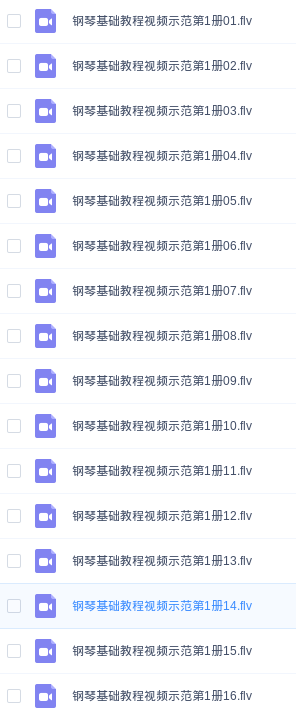 钢琴基础教程视频示范第1册01.flv
钢琴基础教程视频示范第1册02.flv
钢琴基础教程视频示范第1册03.flv
钢琴基础教程视频示范第1册04.flv
钢琴基础教程视频示范第1册05.flv
钢琴基础教程视频示范第1册06.flv
钢琴基础教程视频示范第1册07.flv
钢琴基础教程视频示范第1册08.flv
钢琴基础教程视频示范第1册09.flv
钢琴基础教程视频示范第1册10.flv
钢琴基础教程视频示范第1册11.flv
钢琴基础教程视频示范第1册12.flv
钢琴基础教程视频示范第1册13.flv
钢琴基础教程视频示范第1册14.flv
钢琴基础教程视频示范第1册15.flv
钢琴基础教程视频示范第1册16.flv